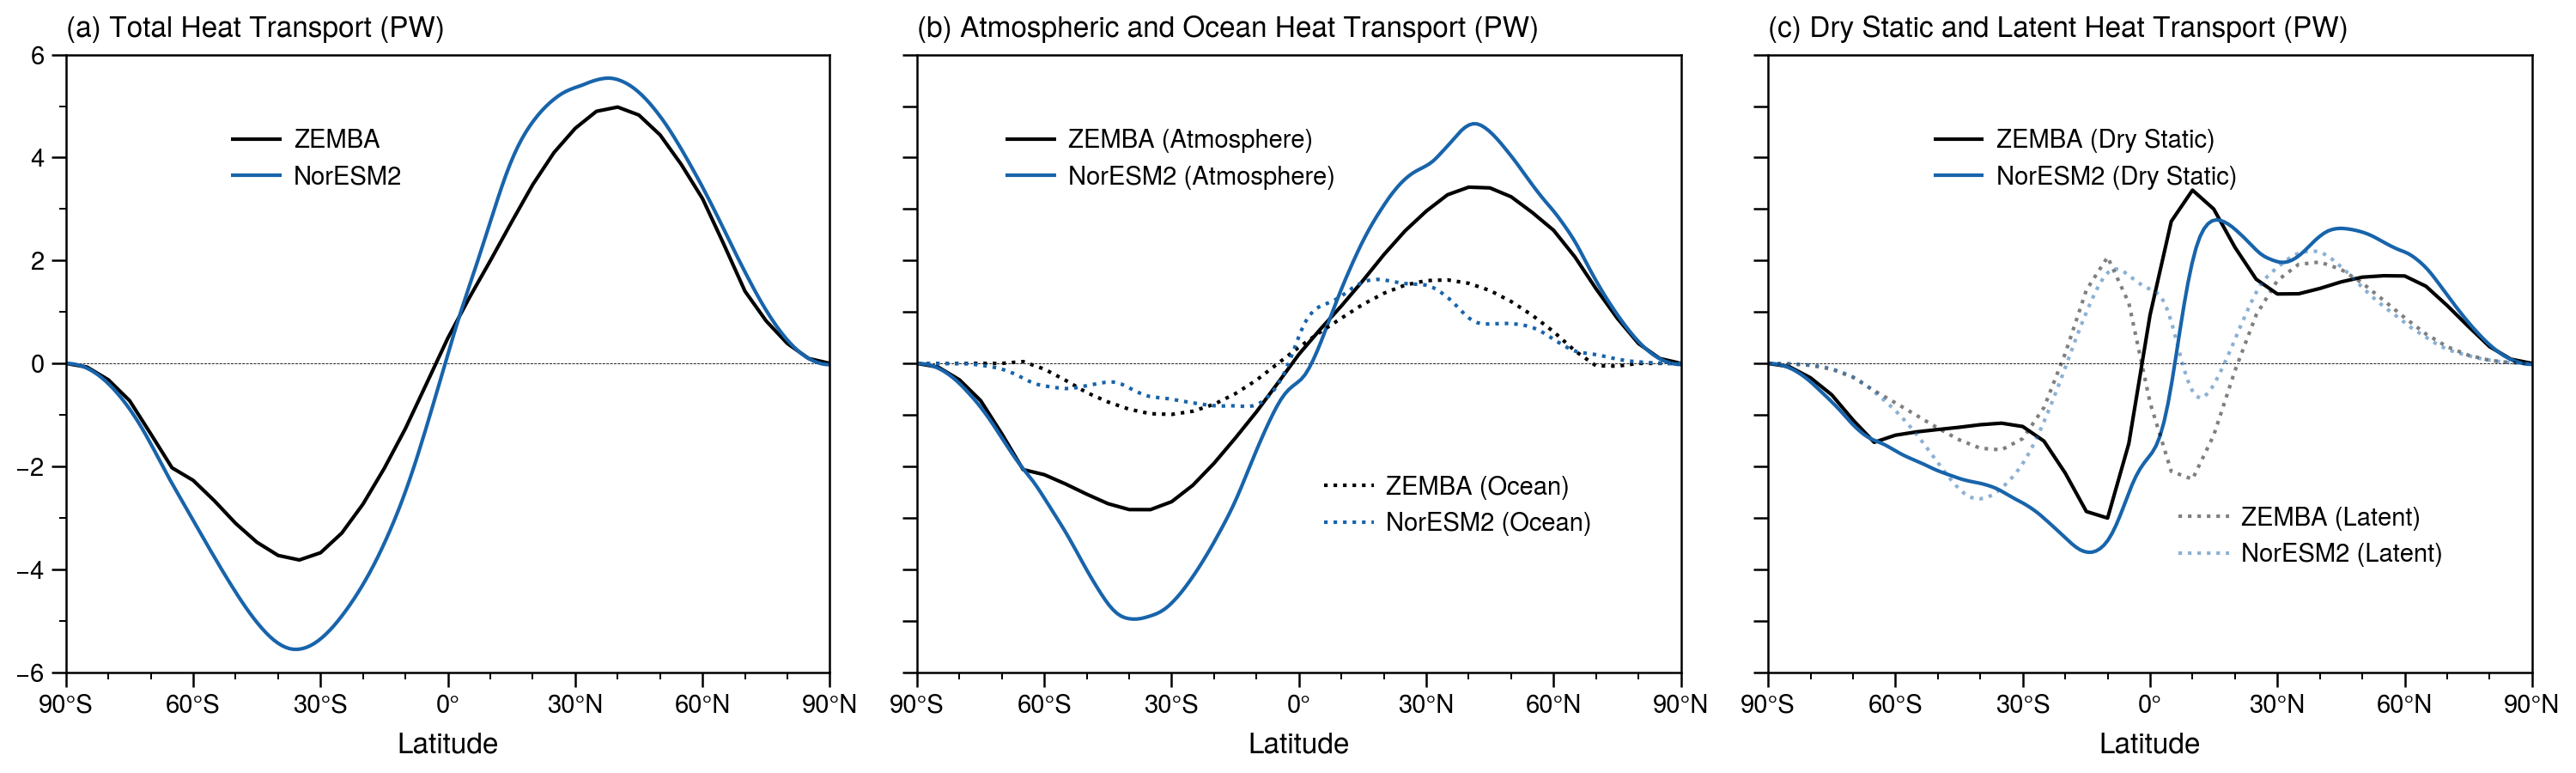 (a) Total Heat Transport (PW)
6
4
2
0
−2
−4
−6
ZEMBA
NorESM2
90°S 60°S 30°S 0° 30°N 60°N 90°N
Latitude
(b) Atmospheric and Ocean Heat Transport (PW)
ZEMBA (Atmosphere)
NorESM2 (Atmosphere)
ZEMBA (Ocean)
NorESM2 (Ocean)
90°S 60°S 30°S 0° 30°N 60°N 90°N
Latitude
(c) Dry Static and Latent Heat Transport (PW)
ZEMBA (Dry Static)
NorESM2 (Dry Static)
ZEMBA (Latent)
NorESM2 (Latent)
90°S 60°S 30°S 0° 30°N 60°N 90°N
Latitude